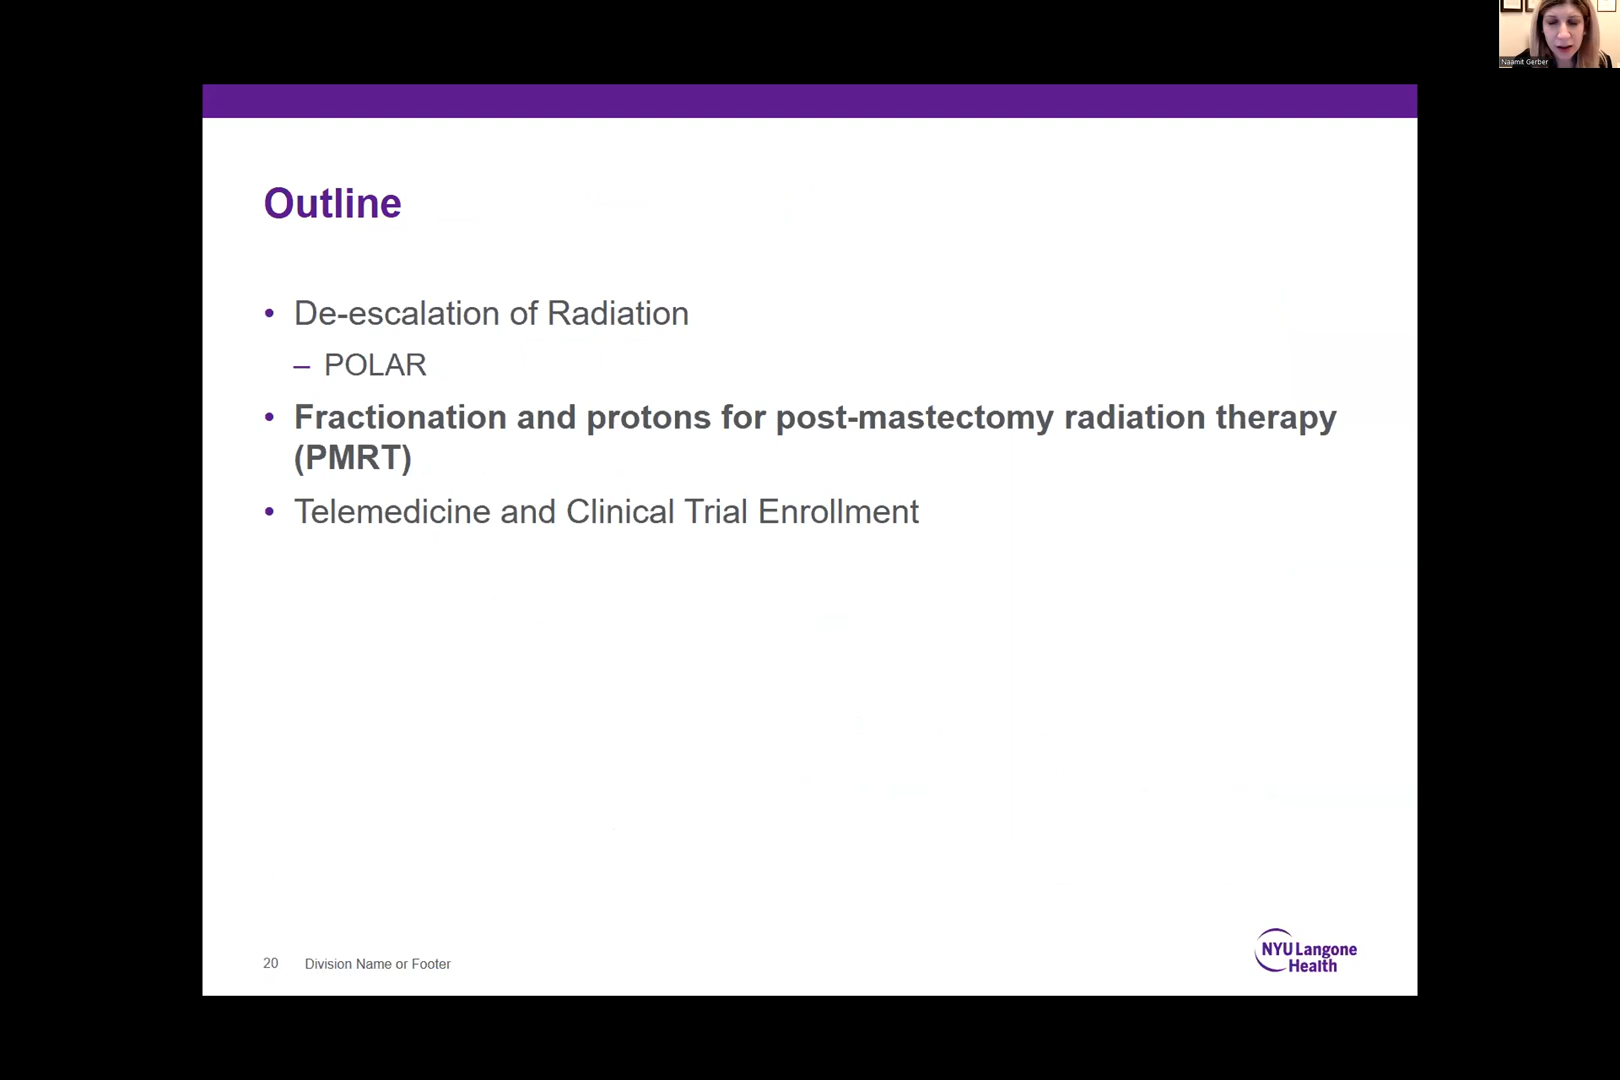 Naamit Gerber
Outline
• De-escalation of Radiation
– POLAR
• Fractionation and protons for post-mastectomy radiation therapy
(PMRT)
• Telemedicine and Clinical Trial Enrollment
20 Division Name or Footer
NYU Langone
Health